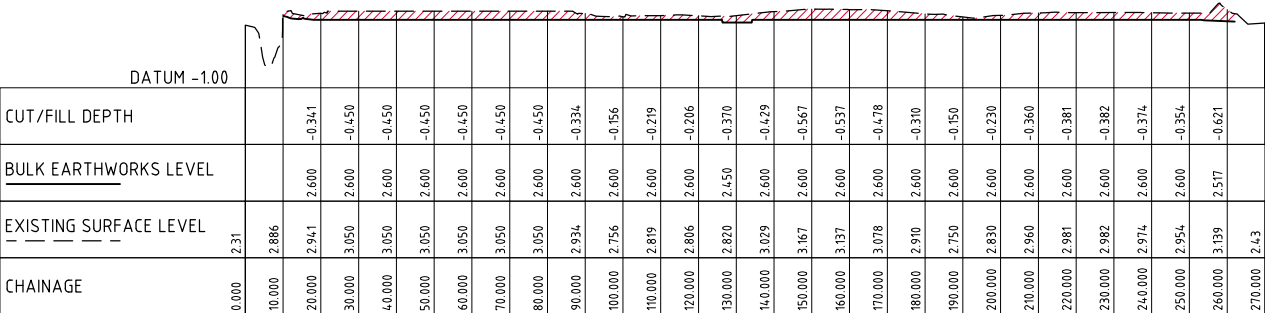 DATUM -1.00
CUT/FILL DEPTH -0.341 -0.450 -0.450 -0.450 -0.450 -0.450 -0.450 -0.334 -0.156 -0.219 -0.206 -0.370 -0.429 -0.567 -0.537 -0.478 -0.310 -0.150 -0.230 -0.360 -0.381 -0.382 -0.374 -0.354 -0.621
BULK EARTHWORKS LEVEL 2.600 2.600 2.600 2.600 2.600 2.600 2.600 2.600 2.600 2.600 2.600 2.450 2.600 2.600 2.600 2.600 2.600 2.600 2.600 2.600 2.600 2.600 2.600 2.600 2.517
EXISTING SURFACE LEVEL 2.31 2.886 2.941 3.050 3.050 3.050 3.050 3.050 3.050 2.934 2.756 2.819 2.806 2.820 3.029 3.167 3.137 3.078 2.910 2.750 2.830 2.960 2.981 2.982 2.974 2.954 3.139 2.43
CHAINAGE 0.000 10.000 20.000 30.000 40.000 50.000 60.000 70.000 80.000 90.000 100.000 110.000 120.000 130.000 140.000 150.000 160.000 170.000 180.000 190.000 200.000 210.000 220.000 230.000 240.000 250.000 260.000 270.000